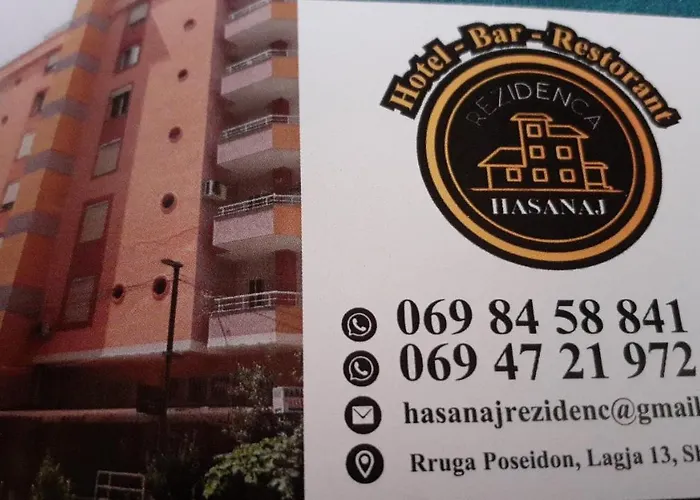 Hotel - Bar - Restorant
REZIDENCA
HASANAJ
069 84 58 841
069 47 21 972
hasanajrezidenc@gmail
Rruga Poseidon, Lagja 13, S